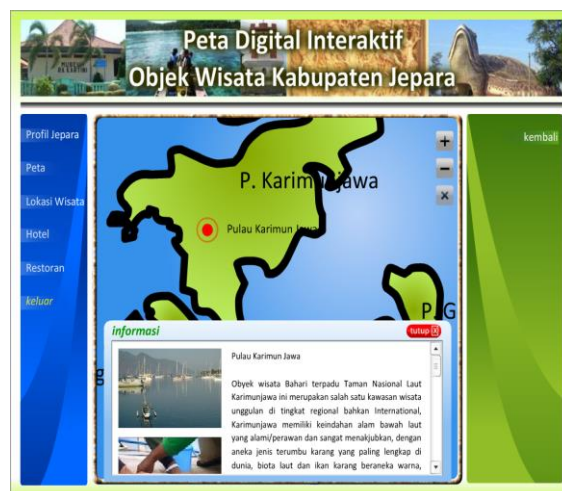 Peta Digital Interaktif
Objek Wisata Kabupaten Jepara
MUSEUM
RA KARTINI
Profil Jepara
Peta
Lokasi Wisata
Hotel
Restoran
keluar
kembali
P. Karimunjawa
Pulau Karimun Jawa
P. G
informasi
tutup
Pulau Karimun Jawa
Obyek wisata Bahari terpadu Taman Nasional Laut
Karimunjawa ini merupakan salah satu kawasan wisata
unggulan di tingkat regional bahkan International,
Karimunjawa memiliki keindahan alam bawah laut
yang alami/perawan dan sangat menakjubkan, dengan
aneka jenis terumbu karang yang paling lengkap di
dunia, biota laut dan ikan karang beraneka warna,